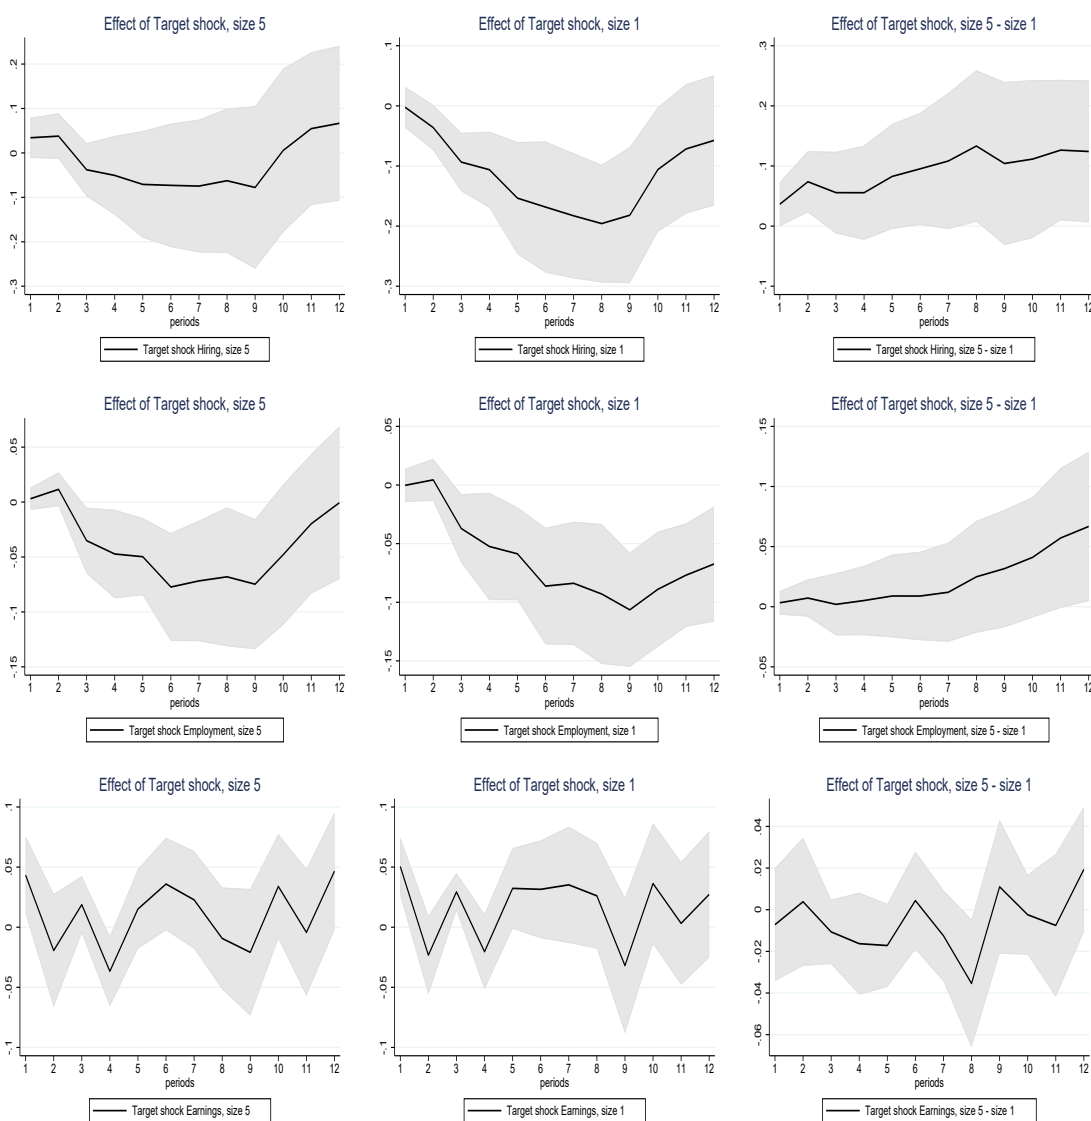 Effect of Target shock, size 5
.2
.1
0
-.1
-.2
-.3
1 2 3 4 5 6 7 8 9 10 11 12
periods
Target shock Hiring, size 5
Effect of Target shock, size 1
.1
0
-.1
-.2
-.3
1 2 3 4 5 6 7 8 9 10 11 12
periods
Target shock Hiring, size 1
Effect of Target shock, size 5 - size 1
.3
.2
.1
0
-.1
1 2 3 4 5 6 7 8 9 10 11 12
periods
Target shock Hiring, size 5 - size 1
Effect of Target shock, size 5
.05
0
-.05
-.1
-.15
1 2 3 4 5 6 7 8 9 10 11 12
periods
Target shock Employment, size 5
Effect of Target shock, size 1
.05
0
-.05
-.1
-.15
1 2 3 4 5 6 7 8 9 10 11 12
periods
Target shock Employment, size 1
Effect of Target shock, size 5 - size 1
.15
.1
.05
0
-.05
1 2 3 4 5 6 7 8 9 10 11 12
periods
Target shock Employment, size 5 - size 1
Effect of Target shock, size 5
.1
.05
0
-.05
-.1
1 2 3 4 5 6 7 8 9 10 11 12
periods
Target shock Earnings, size 5
Effect of Target shock, size 1
.1
.05
0
-.05
-.1
1 2 3 4 5 6 7 8 9 10 11 12
periods
Target shock Earnings, size 1
Effect of Target shock, size 5 - size 1
.04
.02
0
-.02
-.04
-.06
1 2 3 4 5 6 7 8 9 10 11 12
periods
Target shock Earnings, size 5 - size 1